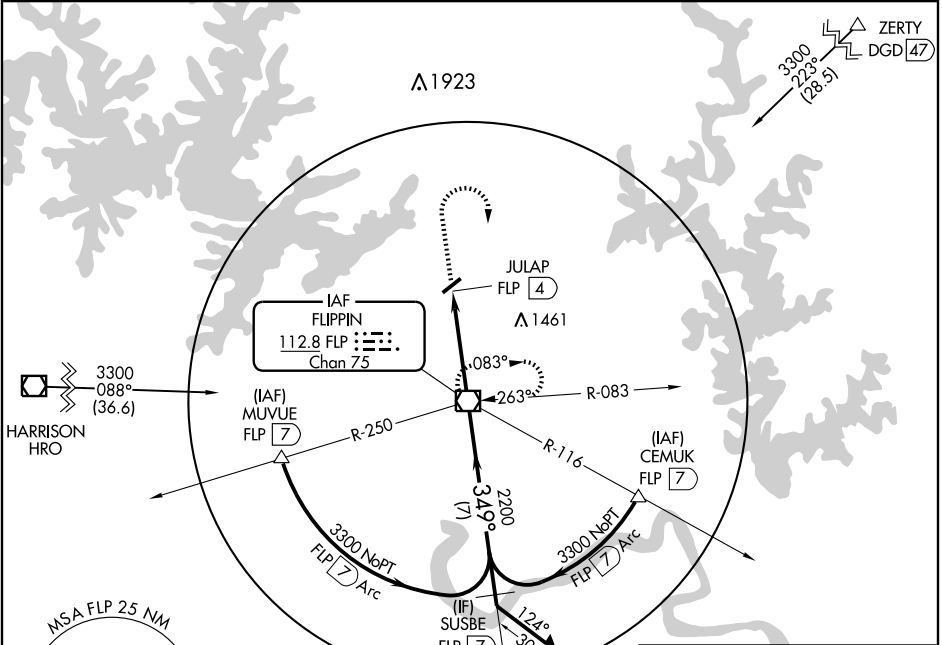 1923
ZERTY
DGD 47
3300
223°
(28.5)
JULAP
FLP 4
1461
IAF
FLIPPIN
112.8 FLP
Chan 75
083°
263°
R-083
3300
088°
(36.6)
HARRISON
HRO
(IAF)
MUVUE
FLP 7
R-250
R-116
(IAF)
CEMUK
FLP 7
2200
349°
(7)
3300 NoPT
FLP 7 Arc
3300 NoPT
FLP 7 Arc
(IF)
SUSBE
FLP 7
124°
MSA FLP 25 NM